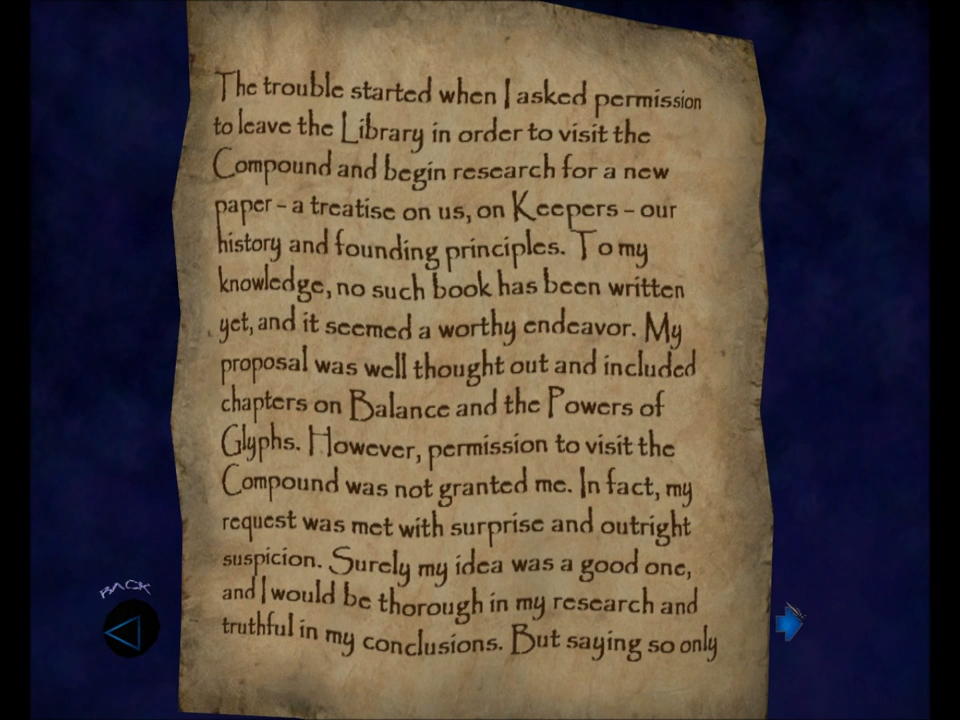 The trouble started when I asked permission
to leave the Library in order to visit the
Compound and begin research for a new
paper - a treatise on us, on Keepers - our
history and founding principles. To my
knowledge, no such book has been written
yet, and it seemed a worthy endeavor. My
proposal was well thought out and included
chapters on Balance and the Powers of
Glyphs. However, permission to visit the
Compound was not granted me. In fact, my
request was met with surprise and outright
suspicion. Surely my idea was a good one,
and I would be thorough in my research and
truthful in my conclusions. But saying so only
BACK